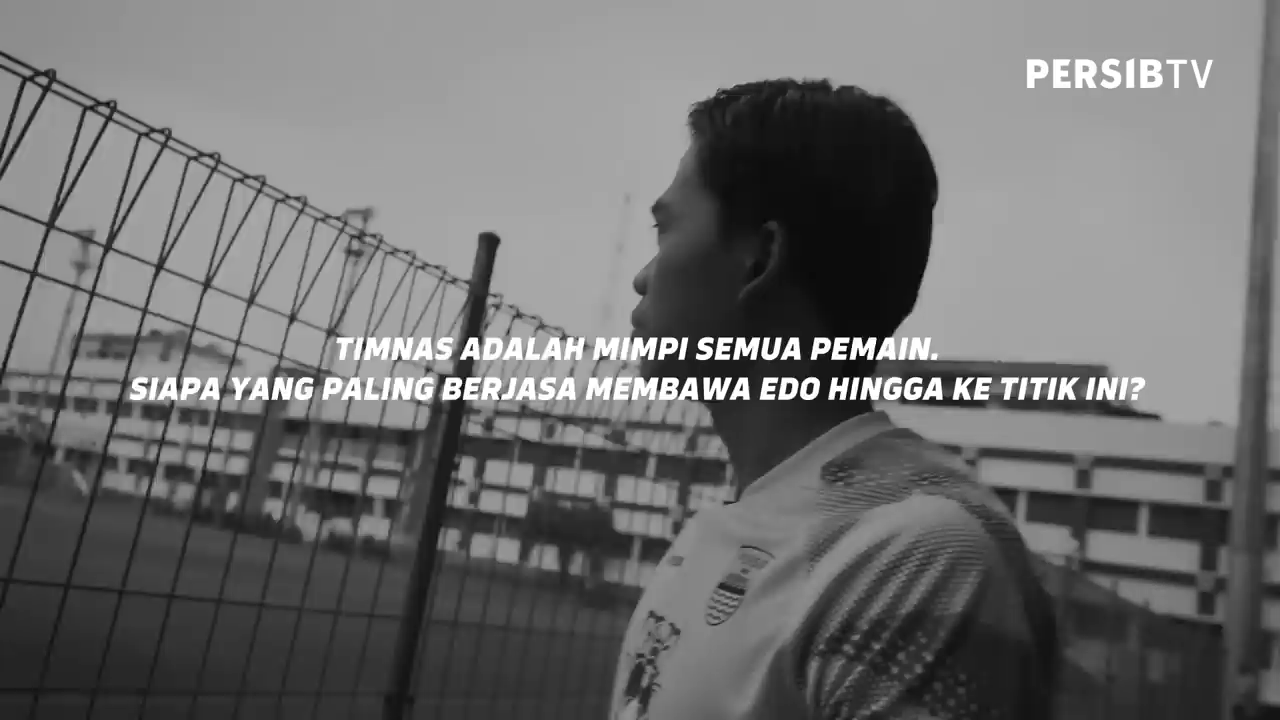 PERSIBTV
TIMNAS ADALAH MIMPI SEMUA PEMAIN.
SIAPA YANG PALING BERJASA MEMBAWA EDO HINGGA KE TITIK INI?